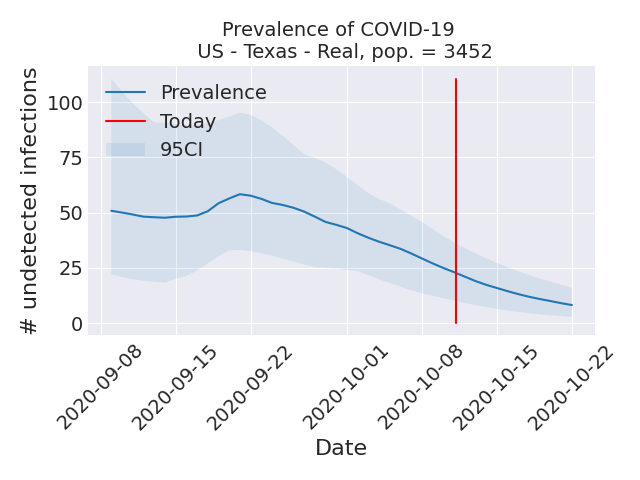 Prevalence of COVID-19
US - Texas - Real, pop. = 3452
# undetected infections
100
75
50
25
0
Prevalence
Today
95CI
2020-09-08
2020-09-15
2020-09-22
2020-10-01
2020-10-08
2020-10-15
2020-10-22
Date